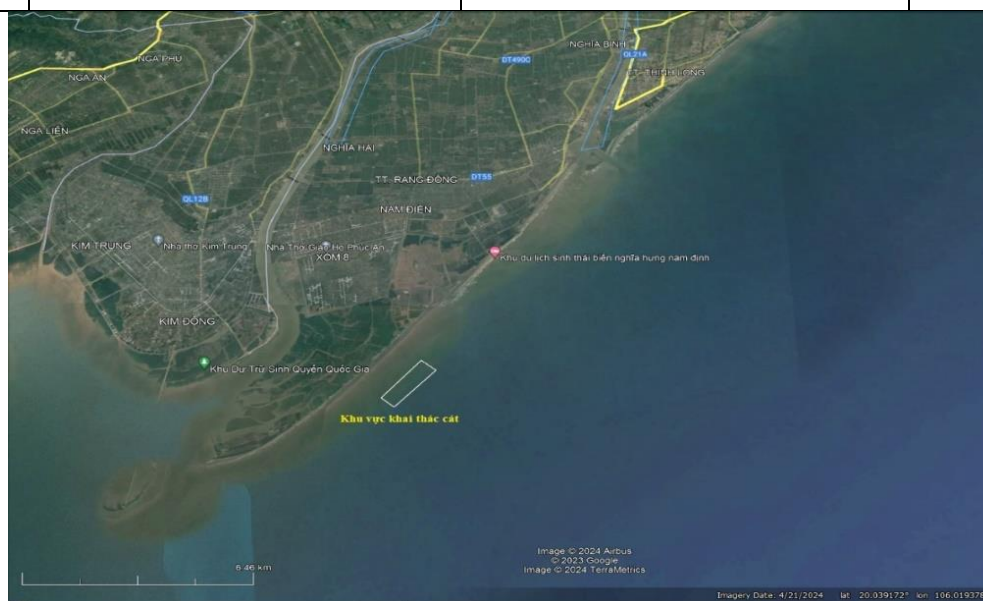 NGHĨA BÌNH
NGA PHÚ
DT490C
QL21A
TT. THỊNH LONG
NGA AN
NGA LIÊN
NGHĨA HẢI
TT. RẠNG ĐÔNG
DT55
QL12B
NAM ĐIỀN
KIM TRUNG
Nhà thờ Kim Trung
Nhà Thờ Giáo Họ Phúc An...
XÓM 8
Khu du lịch sinh thái biển nghĩa hưng nam định
KIM ĐÔNG
Khu Dự Trữ Sinh Quyển Quốc Gia
Khu vực khai thác cát
6.46 km
Image © 2024 Airbus
© 2023 Google
Image © 2024 TerraMetrics
Imagery Date: 4/21/2024 lat 20.039172° lon 106.019378